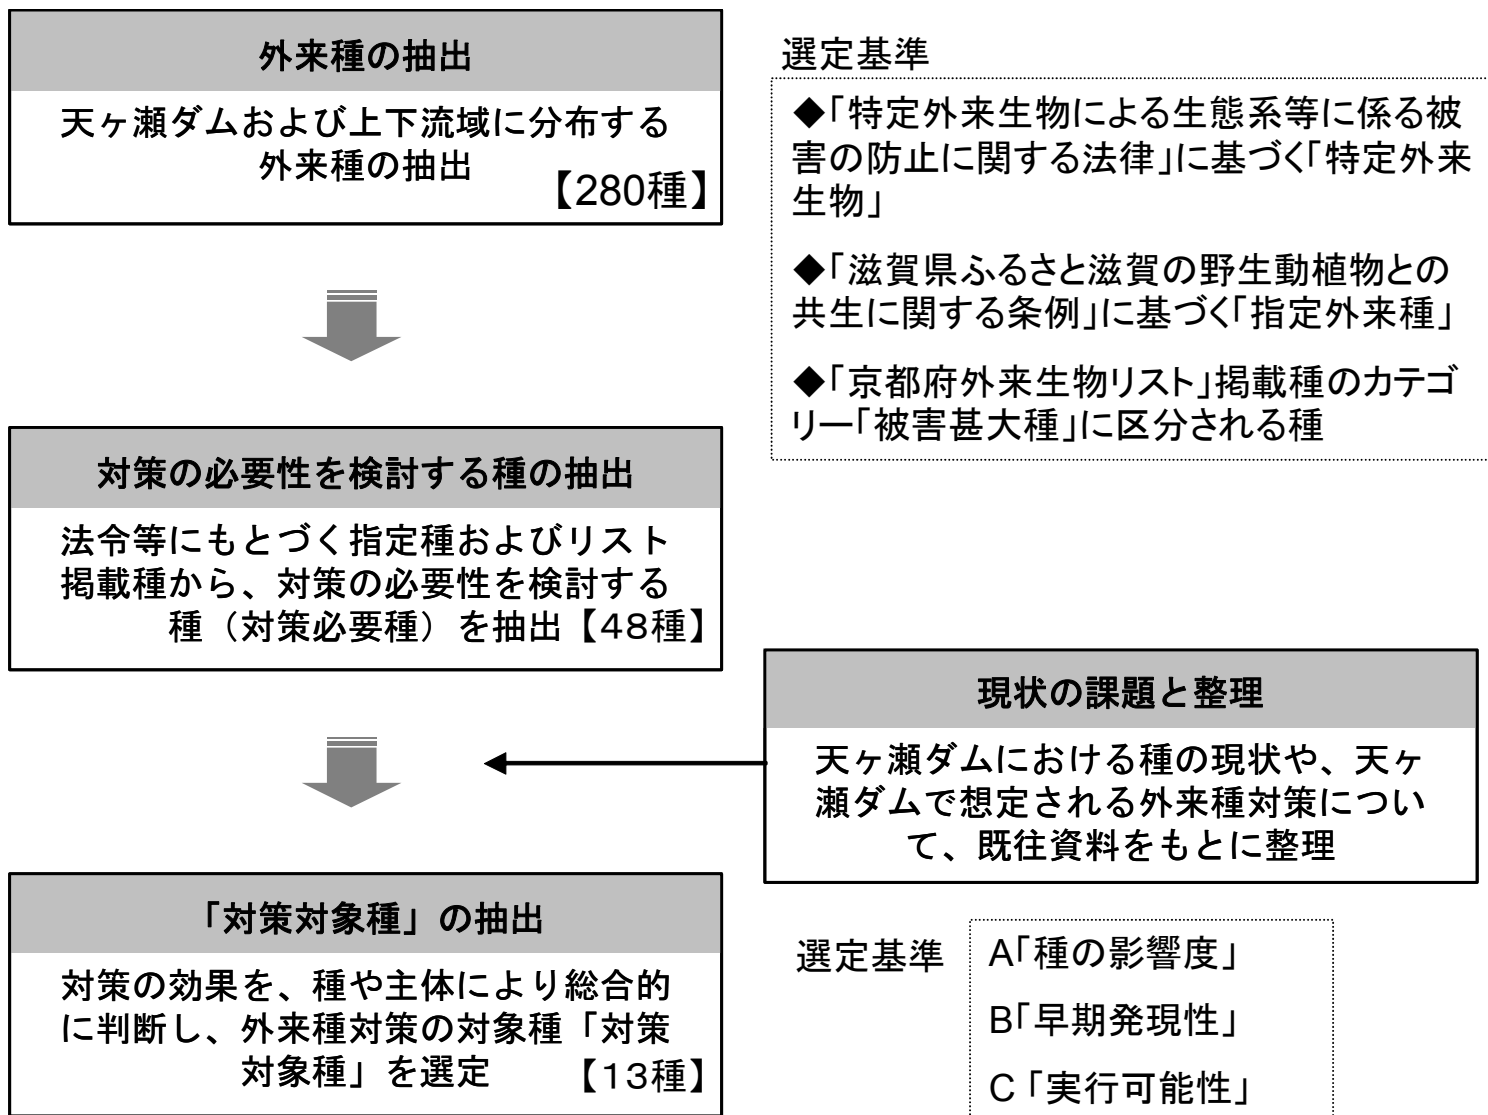 外来種の抽出
天ヶ瀬ダムおよび上下流域に分布する
外来種の抽出
【280種】
選定基準
◆｢特定外来生物による生態系等に係る被
害の防止に関する法律｣に基づく｢特定外来
生物｣
◆｢滋賀県ふるさと滋賀の野生動植物との
共生に関する条例｣に基づく｢指定外来種｣
◆｢京都府外来生物リスト｣掲載種のカテゴ
リー｢被害甚大種｣に区分される種
対策の必要性を検討する種の抽出
法令等にもとづく指定種およびリスト
掲載種から、対策の必要性を検討する
種（対策必要種）を抽出【48種】
現状の課題と整理
天ヶ瀬ダムにおける種の現状や、天ヶ
瀬ダムで想定される外来種対策につい
て、既往資料をもとに整理
「対策対象種」の抽出
対策の効果を、種や主体により総合的
に判断し、外来種対策の対象種「対策
対象種」を選定 【13種】
選定基準
A｢種の影響度｣
B｢早期発現性｣
C｢実行可能性｣